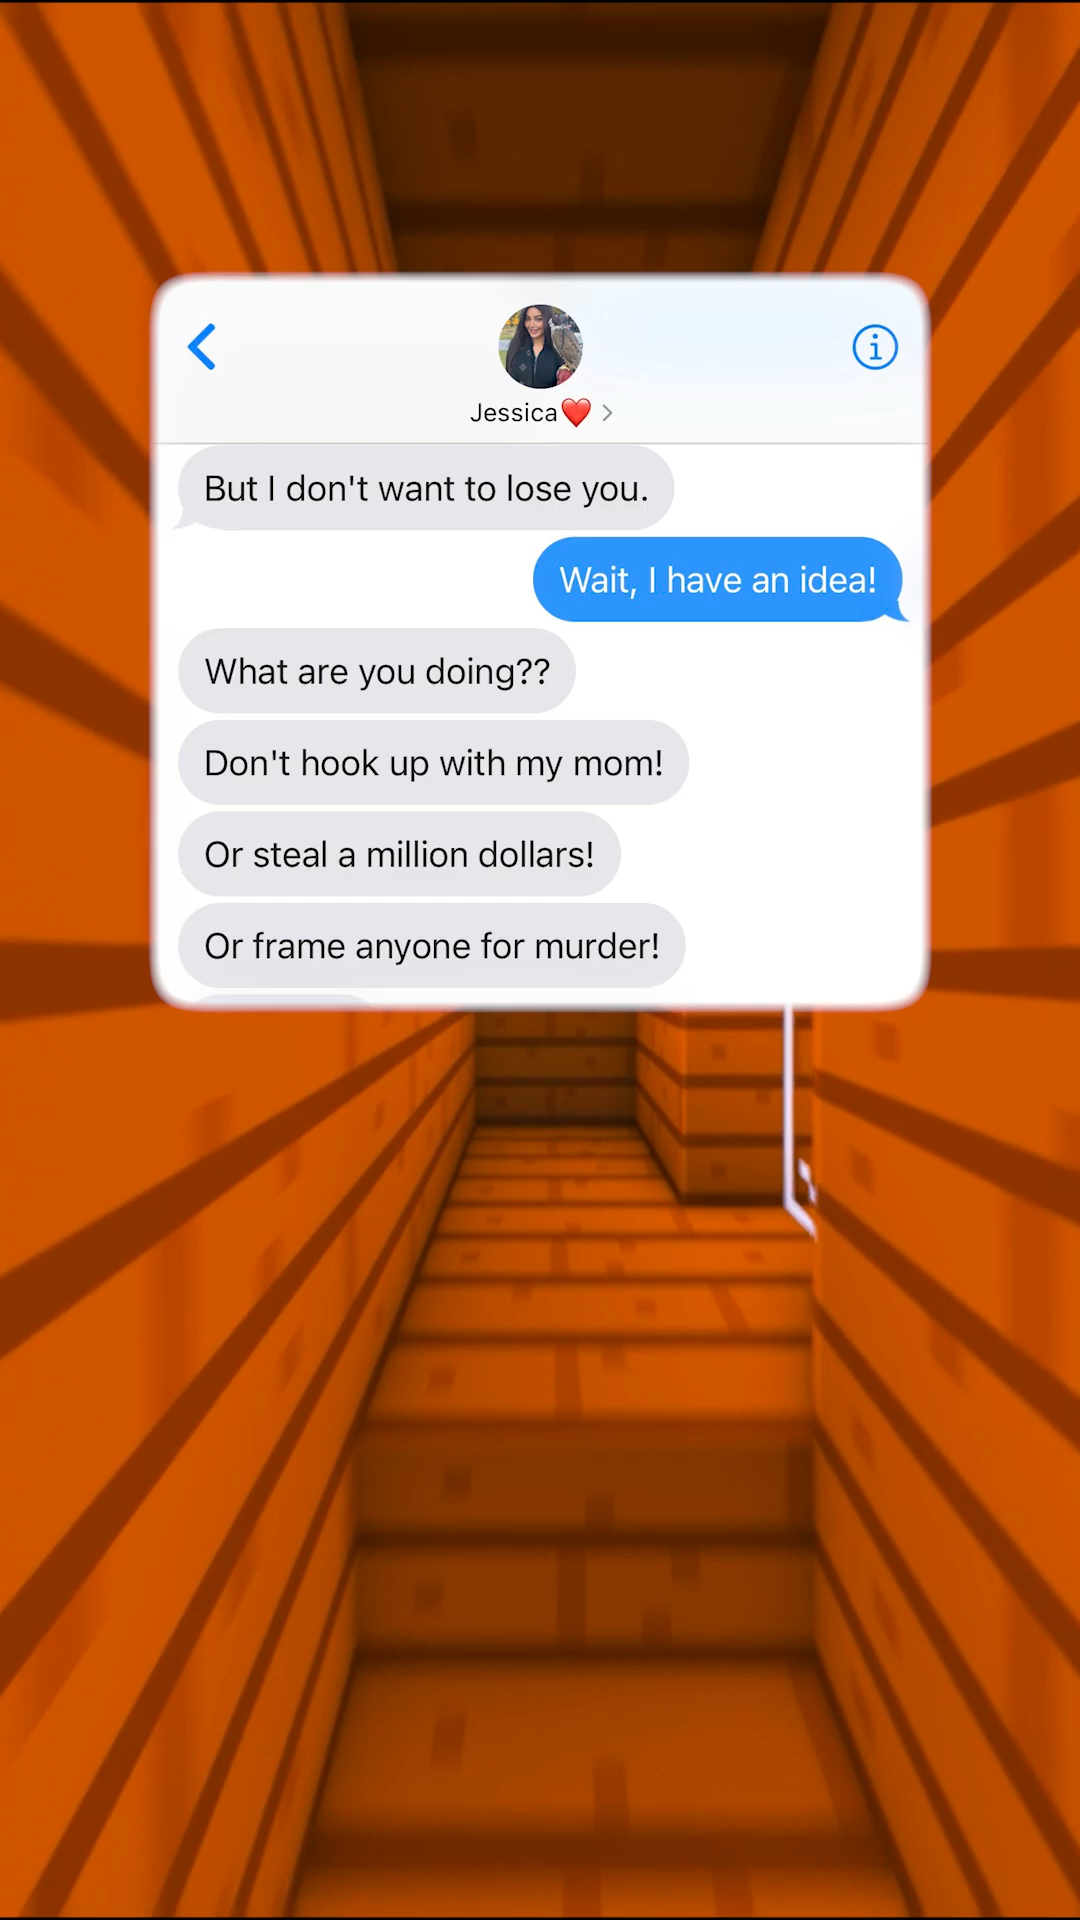 Jessica❤️
But I don't want to lose you.
Wait, I have an idea!
What are you doing??
Don't hook up with my mom!
Or steal a million dollars!
Or frame anyone for murder!